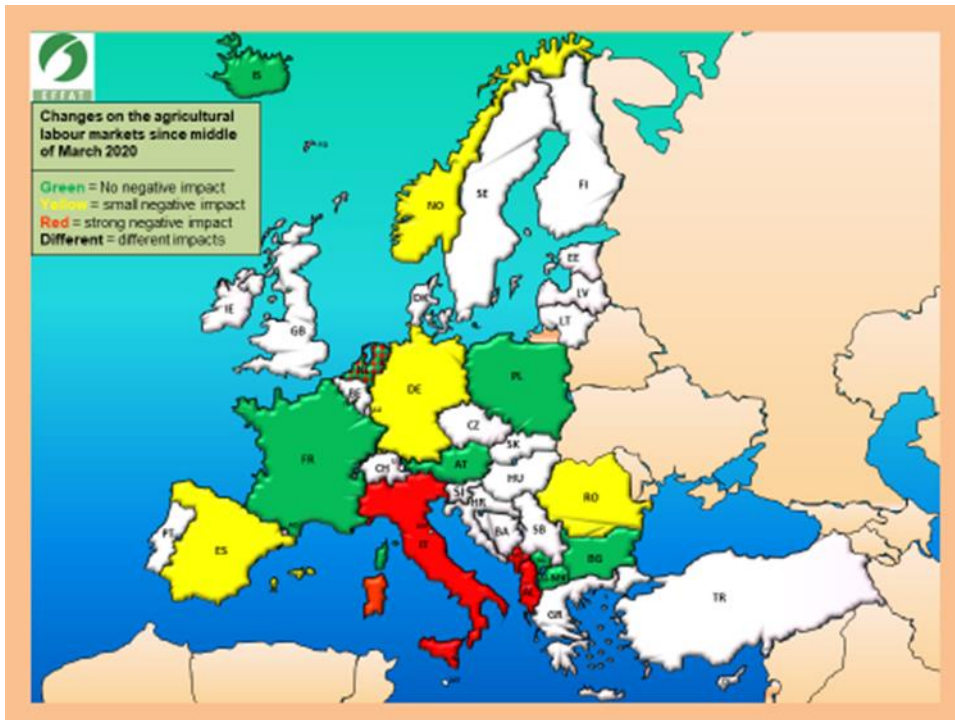 EFFAT
Changes on the agricultural
labour markets since middle
of March 2020
Green = No negative impact
Yellow = small negative impact
Red = strong negative impact
Different = different impacts
IS
NO
SE
FI
EE
LV
LT
DK
IE
GB
NL
BE
DE
PL
CZ
SK
FR
CH
AT
HU
SI
HR
RO
BA
SB
PT
ES
IT
BG
AL
GR
TR